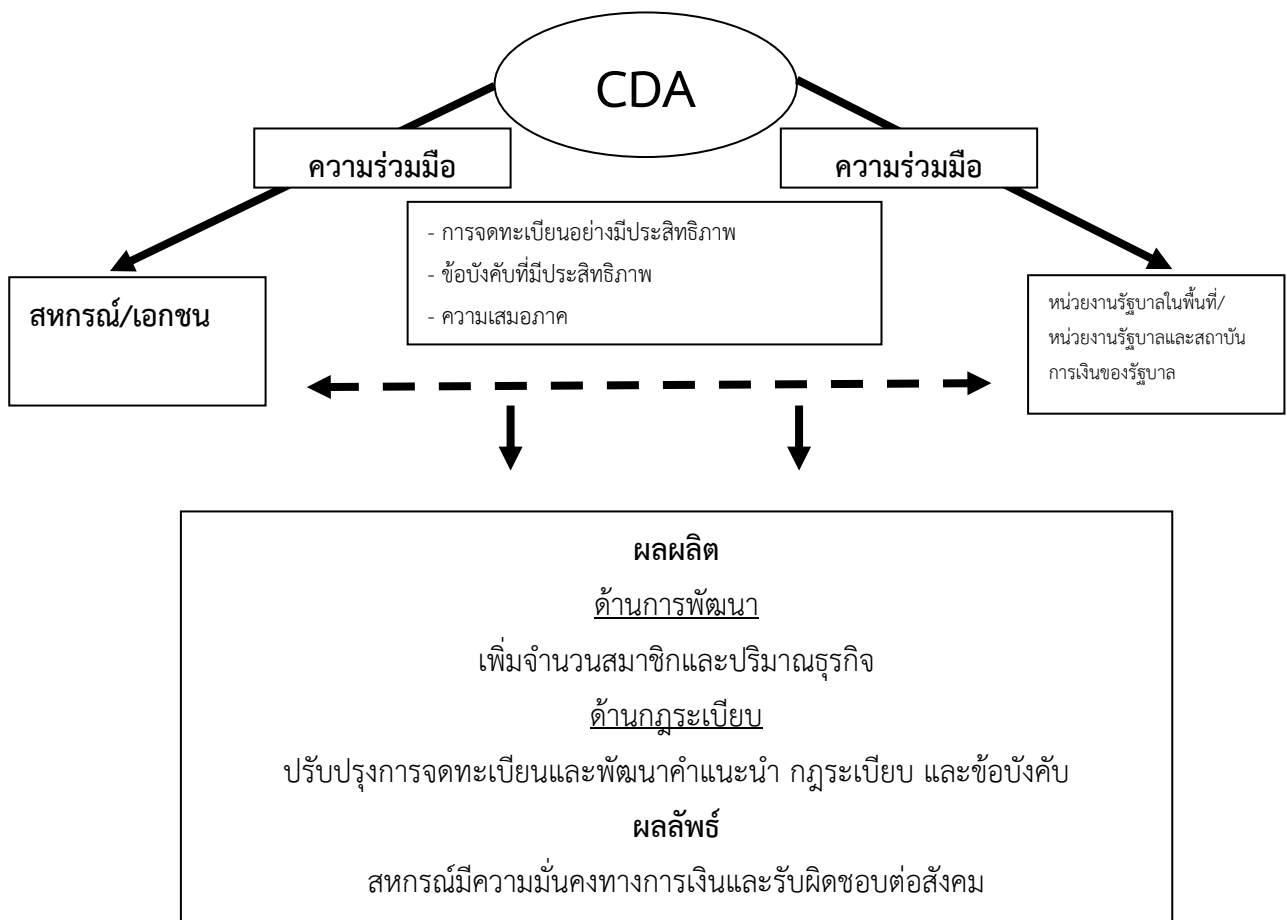 CDA
ความร่วมมือ
ความร่วมมือ
- การจดทะเบียนอย่างมีประสิทธิภาพ
- ข้อบังคับที่มีประสิทธิภาพ
- ความเสมอภาค
สหกรณ์/เอกชน
หน่วยงานรัฐบาลในพื้นที่/
หน่วยงานรัฐบาลและสถาบัน
การเงินของรัฐบาล
ผลผลิต
ด้านการพัฒนา
เพิ่มจำนวนสมาชิกและปริมาณธุรกิจ
ด้านกฎระเบียบ
ปรับปรุงการจดทะเบียนและพัฒนาคำแนะนำ กฎระเบียบ และข้อบังคับ
ผลลัพธ์
สหกรณ์มีความมั่นคงทางการเงินและรับผิดชอบต่อสังคม